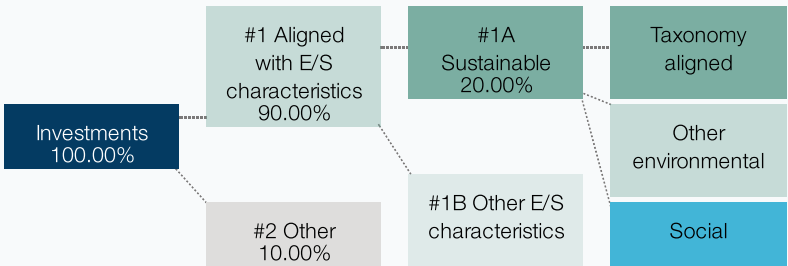 Investments
100.00%
#1 Aligned
with E/S
characteristics
90.00%
#2 Other
10.00%
#1A
Sustainable
20.00%
#1B Other E/S
characteristics
Taxonomy
aligned
Other
environmental
Social